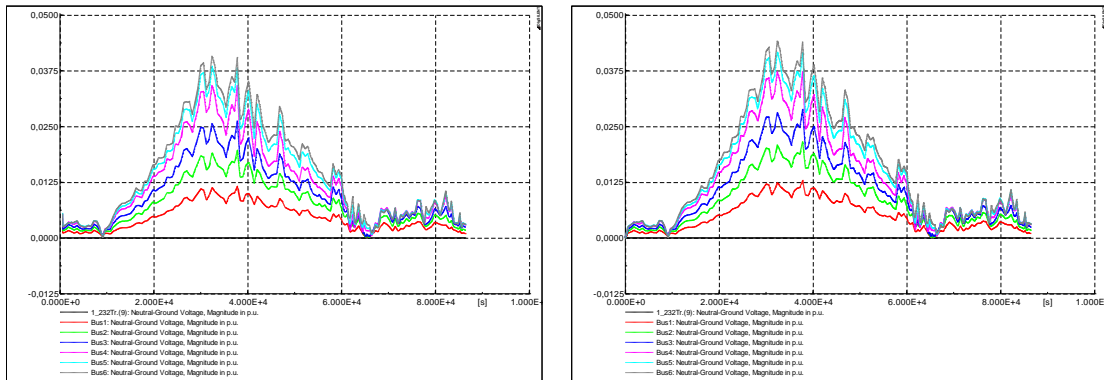 0,0500
0,0375
0,0250
0,0125
0,0000
-0,0125
0.000E+0 2.000E+4 4.000E+4 6.000E+4 8.000E+4 [s] 1.000E+
1_232Tr.(9): Neutral-Ground Voltage, Magnitude in p.u.
Bus1: Neutral-Ground Voltage, Magnitude in p.u.
Bus2: Neutral-Ground Voltage, Magnitude in p.u.
Bus3: Neutral-Ground Voltage, Magnitude in p.u.
Bus4: Neutral-Ground Voltage, Magnitude in p.u.
Bus5: Neutral-Ground Voltage, Magnitude in p.u.
Bus6: Neutral-Ground Voltage, Magnitude in p.u.
0,0500
0,0375
0,0250
0,0125
0,0000
-0,0125
0.000E+0 2.000E+4 4.000E+4 6.000E+4 8.000E+4 [s] 1.000E
1_232Tr.(9): Neutral-Ground Voltage, Magnitude in p.u.
Bus1: Neutral-Ground Voltage, Magnitude in p.u.
Bus2: Neutral-Ground Voltage, Magnitude in p.u.
Bus3: Neutral-Ground Voltage, Magnitude in p.u.
Bus4: Neutral-Ground Voltage, Magnitude in p.u.
Bus5: Neutral-Ground Voltage, Magnitude in p.u.
Bus6: Neutral-Ground Voltage, Magnitude in p.u.